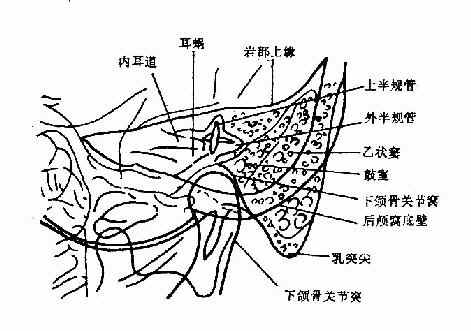 耳蜗
岩部上缘
内耳道
上半规管
外半规管
乙状窦
鼓窦
下颌骨关节窝
后颅窝底壁
乳突尖
下颌骨关节突